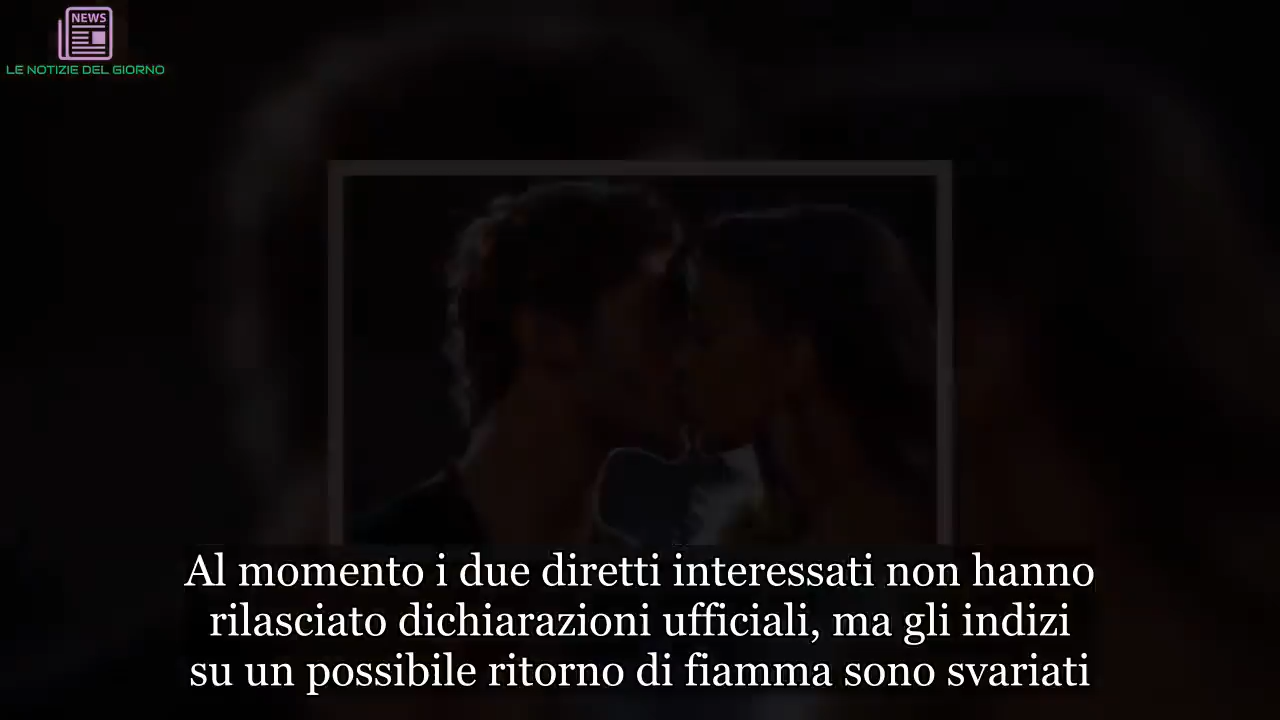 NEWS
LE NOTIZIE DEL GIORNO
Al momento i due diretti interessati non hanno
rilasciato dichiarazioni ufficiali, ma gli indizi
su un possibile ritorno di fiamma sono svariati